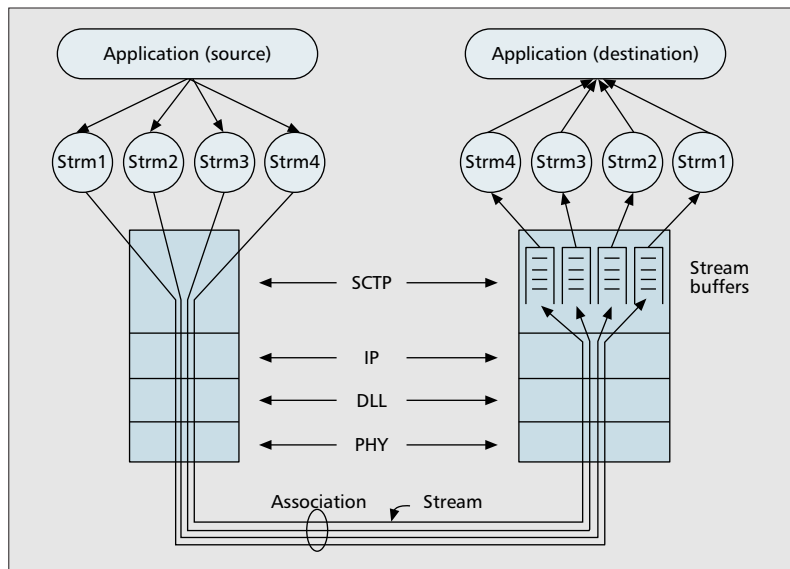 Application (source)
Application (destination)
Strm1
Strm2
Strm3
Strm4
Strm4
Strm3
Strm2
Strm1
SCTP
Stream
buffers
IP
DLL
PHY
Association
Stream